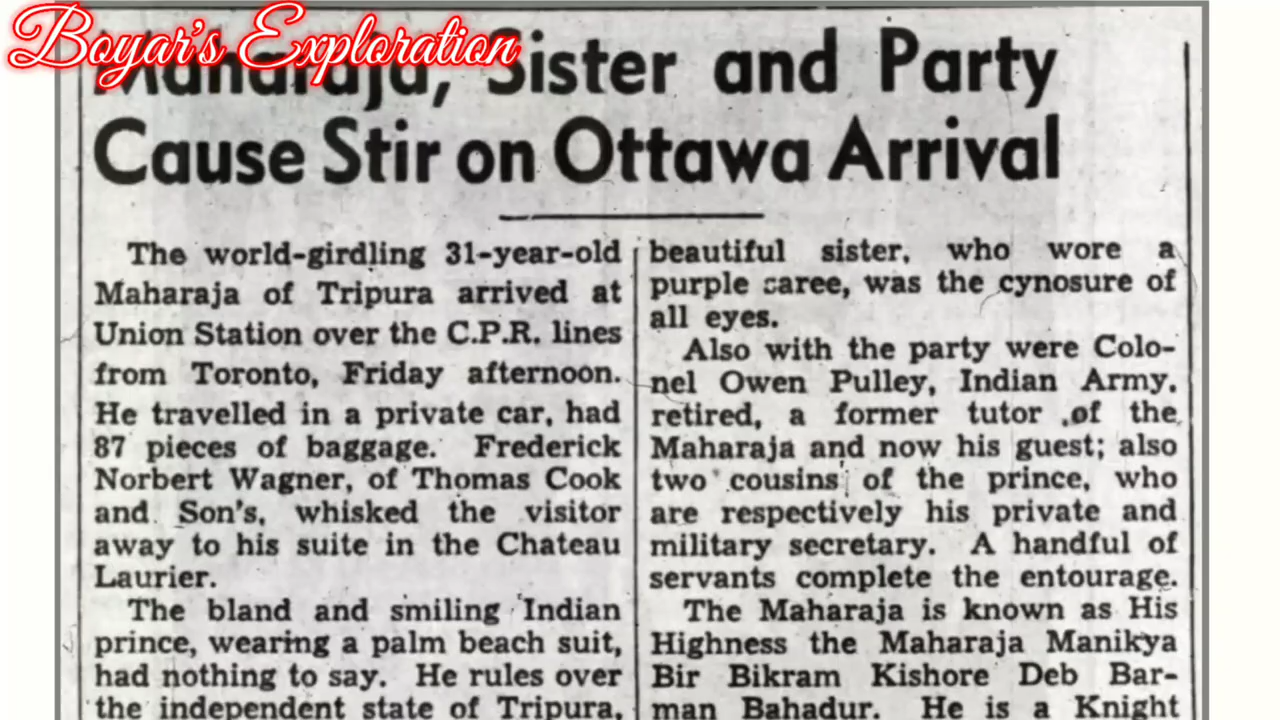 Boyar's Exploration
Maharaja, Sister and Party
Cause Stir on Ottawa Arrival
The world-girdling 31-year-old
Maharaja of Tripura arrived at
Union Station over the C.P.R. lines
from Toronto, Friday afternoon.
He travelled in a private car, had
87 pieces of baggage. Frederick
Norbert Wagner, of Thomas Cook
and Son's, whisked the visitor
away to his suite in the Chateau
Laurier.
The bland and smiling Indian
prince, wearing a palm beach suit,
had nothing to say. He rules over
the independent state of Tripura,
beautiful sister, who wore a
purple saree, was the cynosure of
all eyes.
Also with the party were Colo-
nel Owen Pulley, Indian Army,
retired, a former tutor of the
Maharaja and now his guest; also
two cousins of the prince, who
are respectively his private and
military secretary. A handful of
servants complete the entourage.
The Maharaja is known as His
Highness the Maharaja Manikya
Bir Bikram Kishore Deb Bar-
man Bahadur. He is a Knight